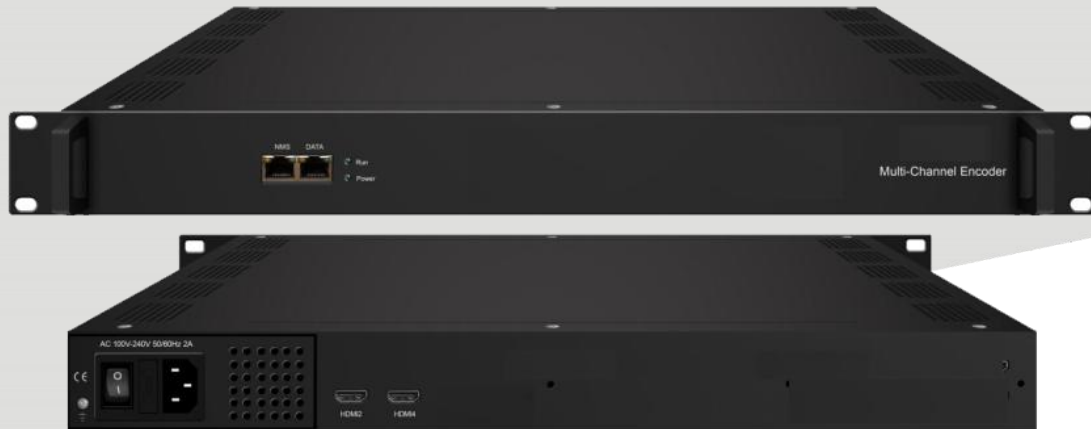 NMS DATA
Run
Power
Multi-Channel Encoder
AC 100V-240V 50/60Hz 2A
CE
O
I
HDMI2 HDMI4